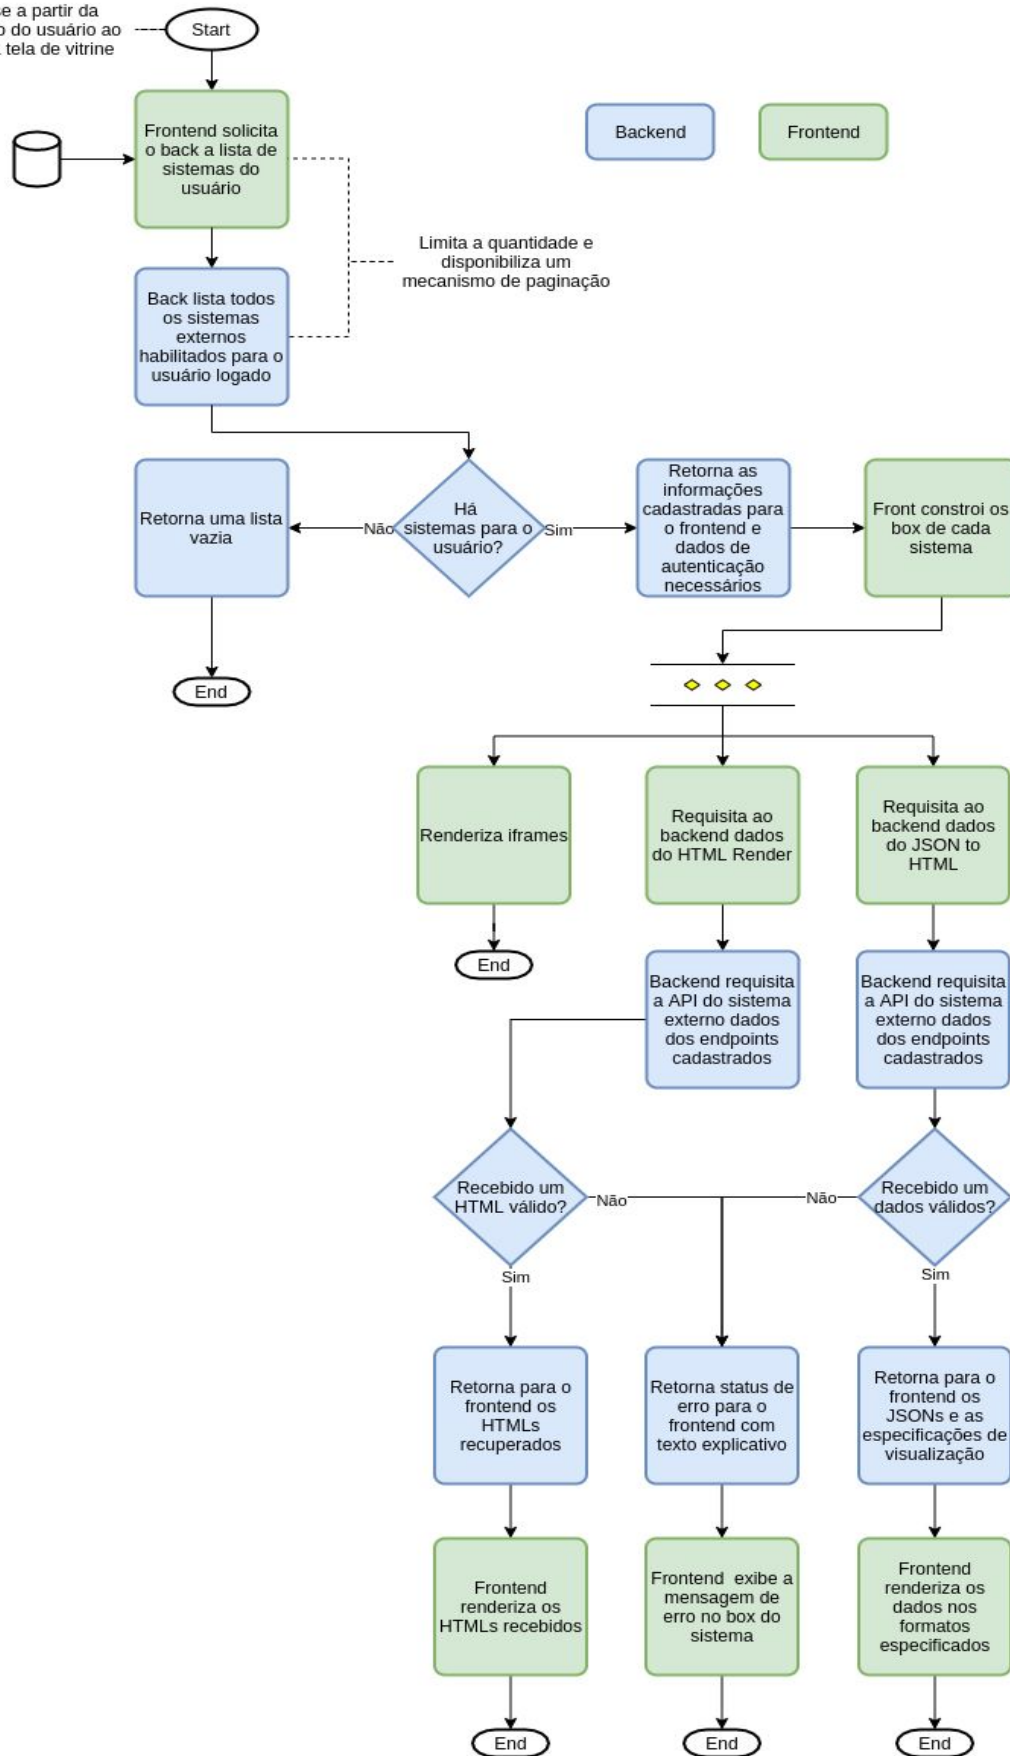 se a partir da
o do usuário ao
a tela de vitrine
Start
Frontend solicita
o back a lista de
sistemas do
usuário
Backend
Frontend
Limita a quantidade e
disponibiliza um
mecanismo de paginação
Back lista todos
os sistemas
externos
habilitados para o
usuário logado
Retorna uma lista
vazia
Não
Há
sistemas para o
usuário?
Sim
Retorna as
informações
cadastradas para
o frontend e
dados de
autenticação
necessários
Front constroi os
box de cada
sistema
End
Renderiza iframes
Requisita ao
backend dados
do HTML Render
Requisita ao
backend dados
do JSON to
HTML
End
Backend requisita
a API do sistema
externo dados
dos endpoints
cadastrados
Backend requisita
a API do sistema
externo dados
dos endpoints
cadastrados
Recebido um
HTML válido?
Não
Não
Recebido um
dados válidos?
Sim
Sim
Retorna para o
frontend os
HTMLs
recuperados
Retorna status de
erro para o
frontend com
texto explicativo
Retorna para o
frontend os
JSONs e as
especificações de
visualização
Frontend
renderiza os
HTMLs recebidos
Frontend  exibe a
mensagem de
erro no box do
sistema
Frontend
renderiza os
dados nos
formatos
especificados
End
End
End